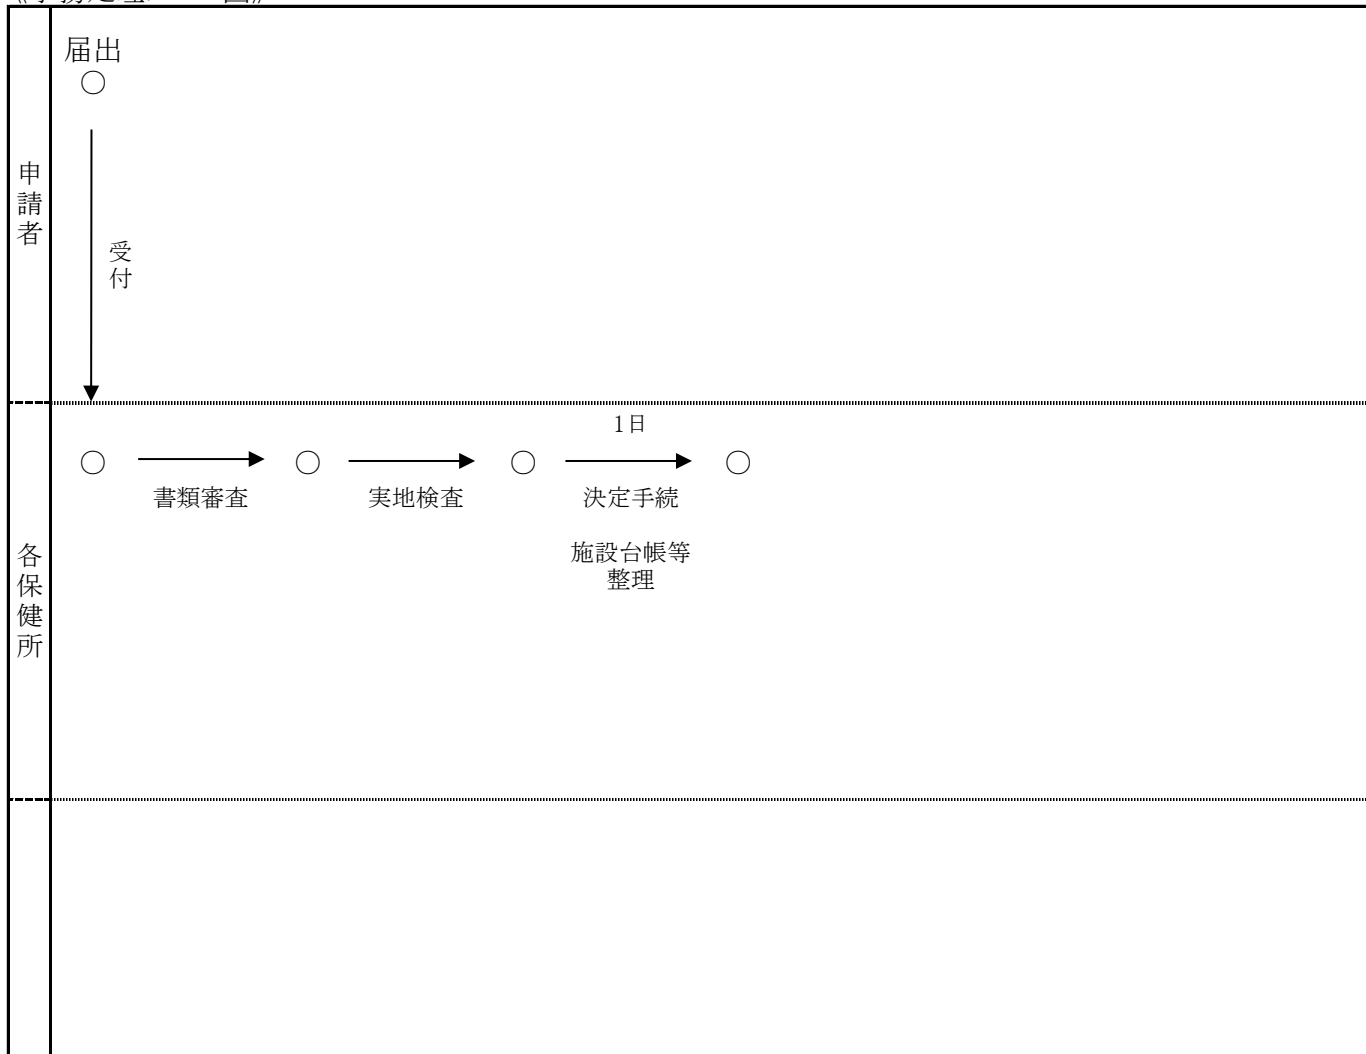 届出
申請者
受付
1日
書類審査
実地検査
決定手続
施設台帳等
整理
各保健所